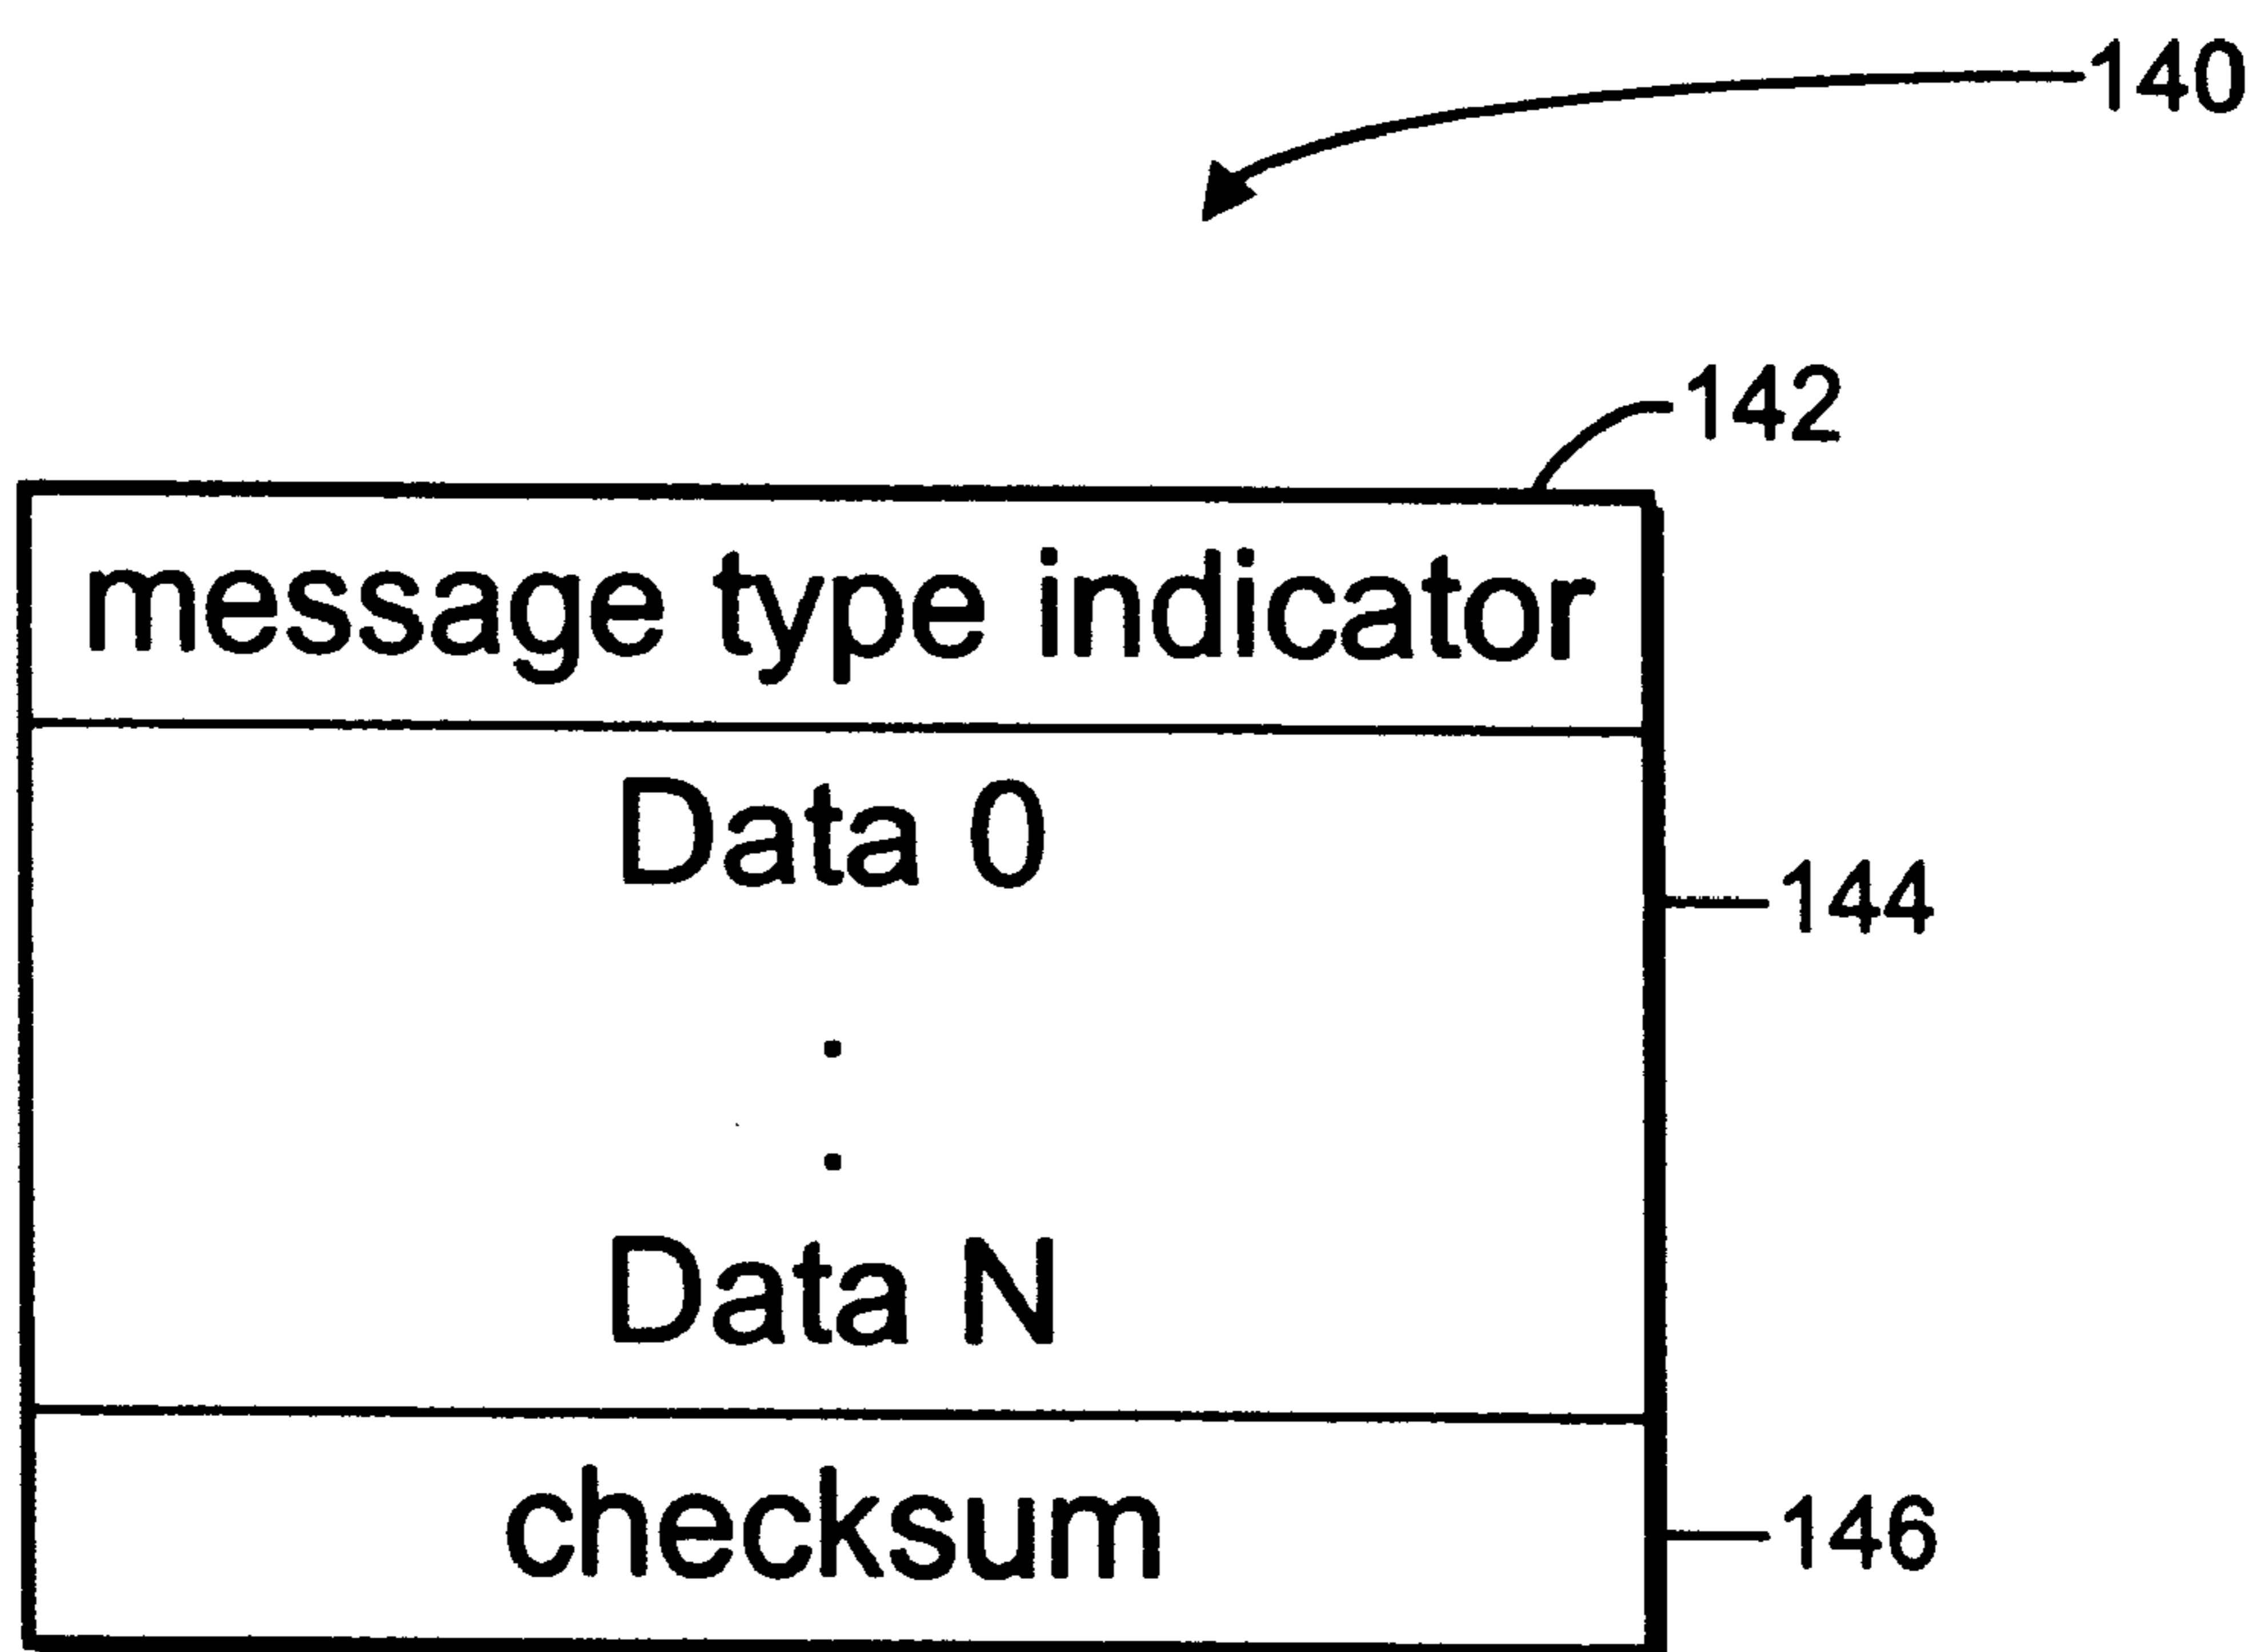 140
142
message type indicator
Data 0
144
.
.
Data N
checksum
146